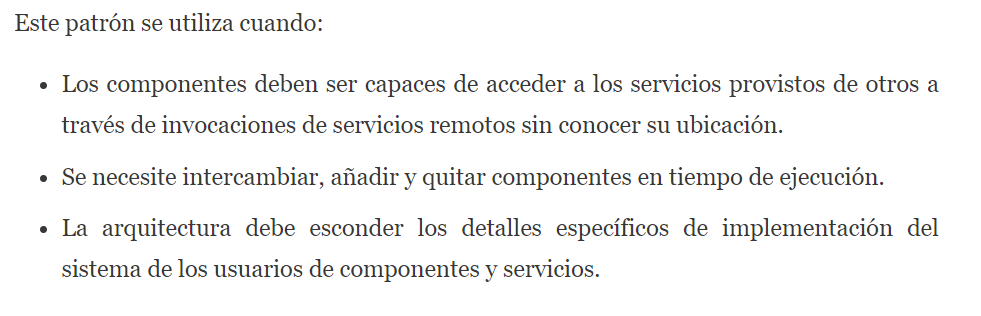 Este patrón se utiliza cuando:
• Los componentes deben ser capaces de acceder a los servicios provistos de otros a
través de invocaciones de servicios remotos sin conocer su ubicación.
• Se necesite intercambiar, añadir y quitar componentes en tiempo de ejecución.
• La arquitectura debe esconder los detalles específicos de implementación del
sistema de los usuarios de componentes y servicios.